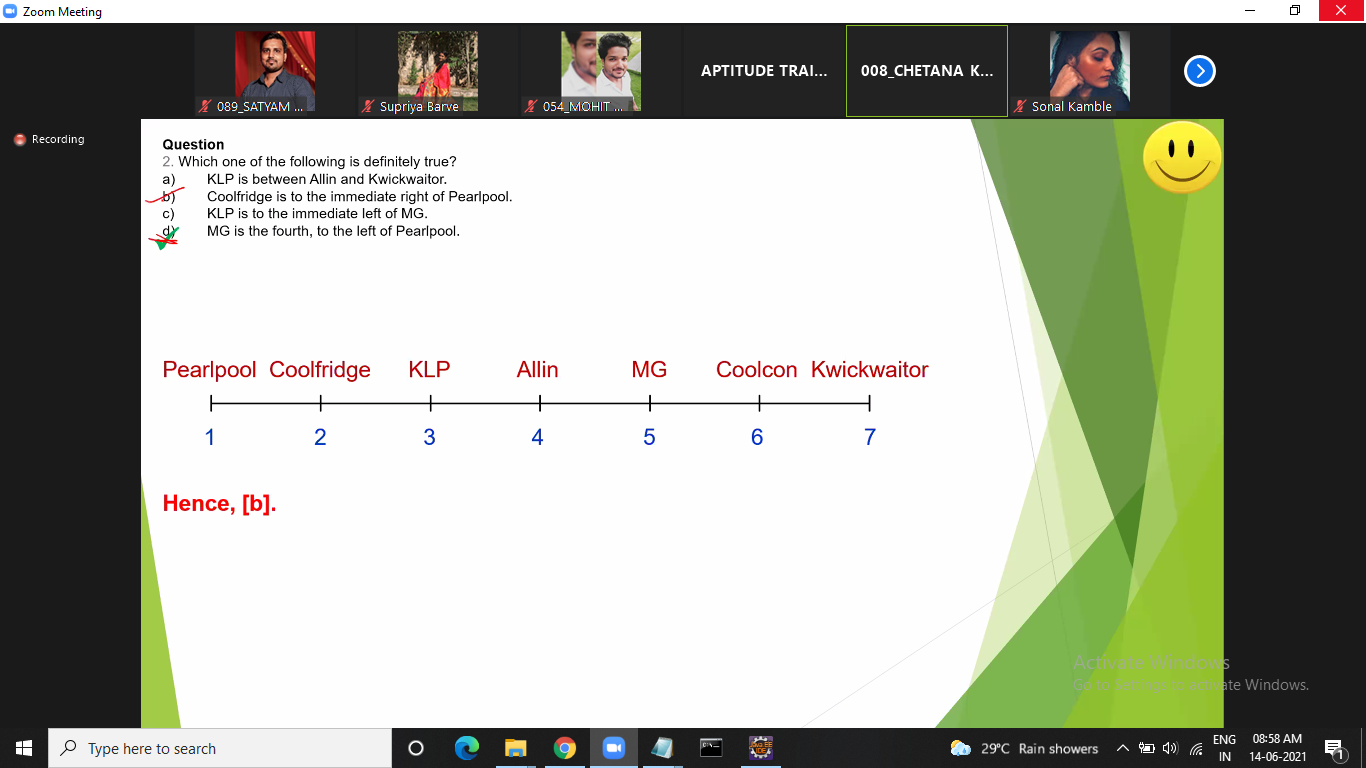 Zoom Meeting
089_SATYAM ...
Supriya Barve
054_MOHIT ...
APTITUDE TRAI...
008_CHETANA K...
Sonal Kamble
Recording
Question
2. Which one of the following is definitely true?
a) KLP is between Allin and Kwickwaitor.
b) Coolfridge is to the immediate right of Pearlpool.
c) KLP is to the immediate left of MG.
d) MG is the fourth, to the left of Pearlpool.
Pearlpool Coolfridge KLP Allin MG Coolcon Kwickwaitor
1 2 3 4 5 6 7
Hence, [b].
Activate Windows
Go to Settings to activate Windows.
Type here to search
29°C Rain showers
ENG
IN
08:58 AM
14-06-2021
1